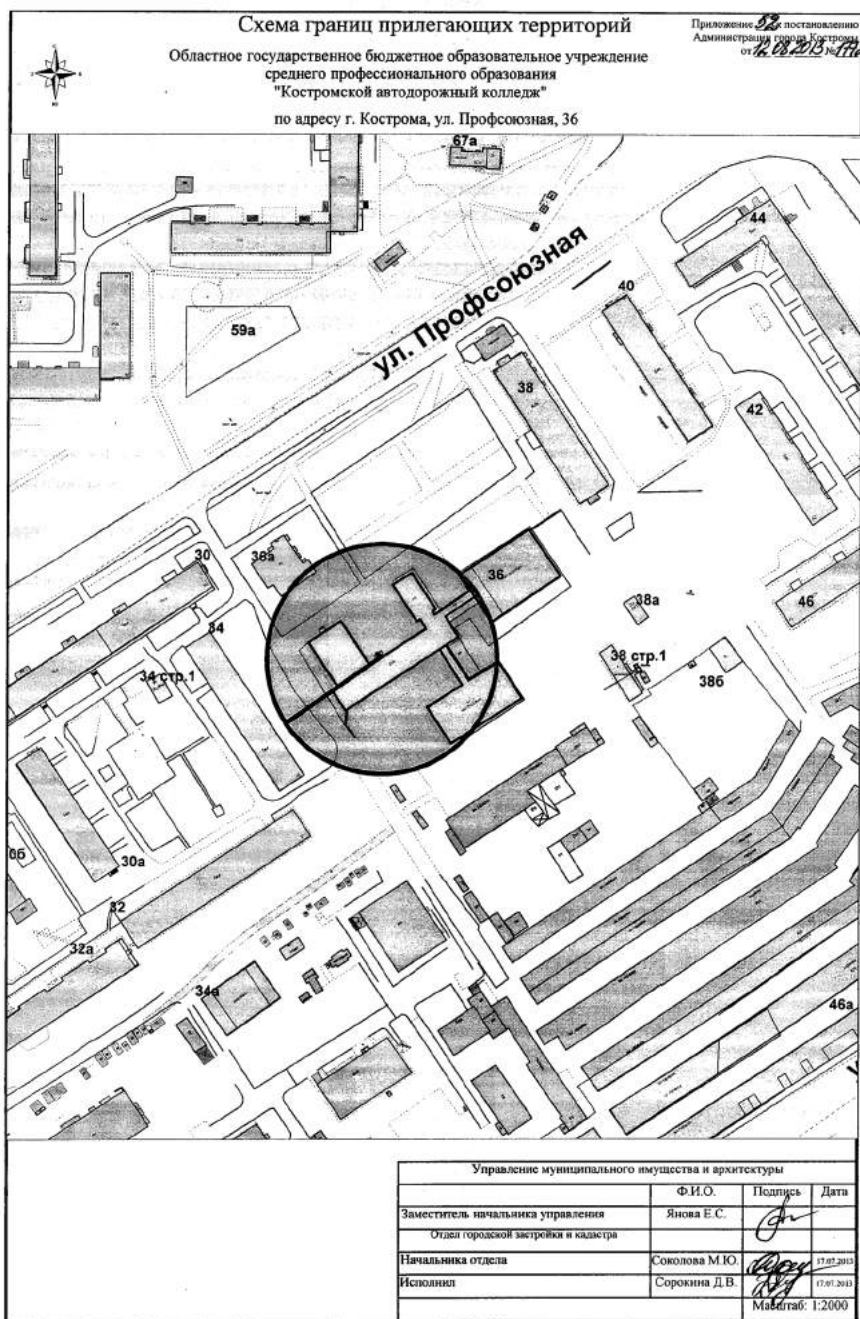 Схема границ прилегающих территорий
Приложение 52 к постановлению
Администрации города Костромы
от 12.08.2013 №
Областное государственное бюджетное образовательное учреждение
среднего профессионального образования
"Костромской автодорожный колледж"
по адресу г. Кострома, ул. Профсоюзная, 36
67а
44
ул. Профсоюзная
40
59а
38
42
30
36а
36
34
38а
46
34 стр.1
38 стр.1
38б
30а
32
32а
34а
46а
Управление муниципального имущества и архитектуры
Ф.И.О. Подпись Дата
Заместитель начальника управления Янова Е.С.
Отдел городской застройки и кадастра
Начальника отдела Соколова М.Ю. 17.07.2013
Исполнил Сорокина Д.В. 17.07.2013
Масштаб: 1:2000